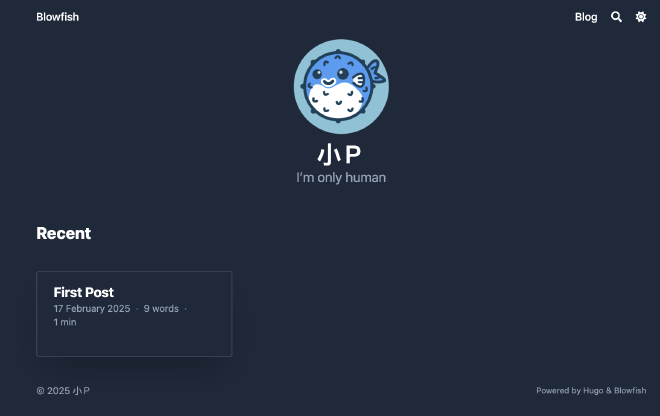 Blowfish
Blog
小P
I'm only human
Recent
First Post
17 February 2025 · 9 words ·
1 min
© 2025 小P
Powered by Hugo & Blowfish